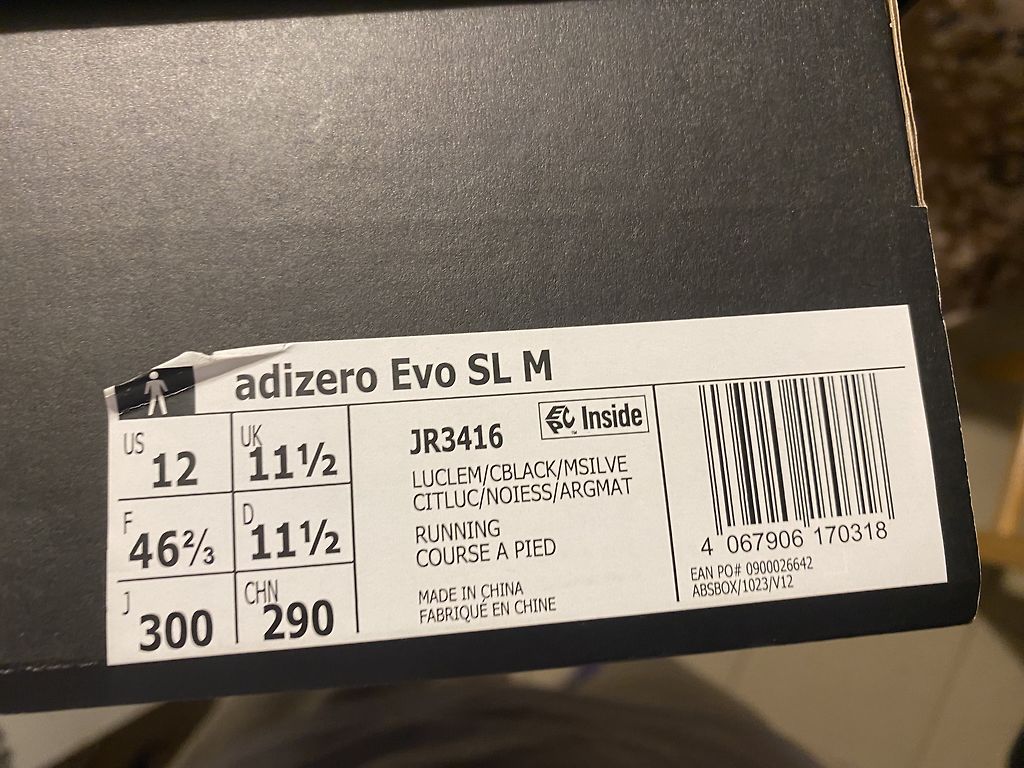 adizero Evo SL M
US 12
UK 11½
F 46⅔
D 11½
J 300
CHN 290
JR3416
EPC Inside
™
LUCLEM/CBLACK/MSILVE
CITLUC/NOIESS/ARGMAT
RUNNING
COURSE A PIED
MADE IN CHINA
FABRIQUÉ EN CHINE
4 067906 170318
EAN PO# 0900026642
ABSBOX/1023/V12